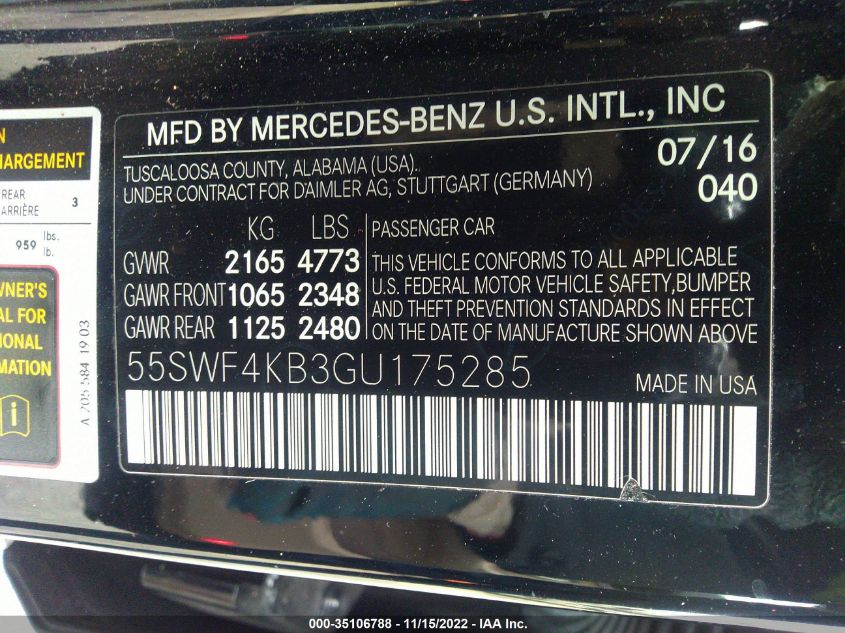 N
HARGEMENT
REAR
ARRIÈRE 3
959 lbs.
lb.
WNER'S
AL FOR
TIONAL
ION
A 205 584 19 03
MFD BY MERCEDES-BENZ U.S. INTL., INC
TUSCALOOSA COUNTY, ALABAMA (USA). 07/16
UNDER CONTRACT FOR DAIMLER AG, STUTTGART (GERMANY) 040
KG LBS
GVWR 2165 4773
GAWR FRONT 1065 2348
GAWR REAR 1125 2480
PASSENGER CAR
THIS VEHICLE CONFORMS TO ALL APPLICABLE
U.S. FEDERAL MOTOR VEHICLE SAFETY,BUMPER
AND THEFT PREVENTION STANDARDS IN EFFECT
ON THE DATE OF MANUFACTURE SHOWN ABOVE
55SWF4KB3GU175285 MADE IN USA
000-35106788 - 11/15/2022 - IAA Inc.